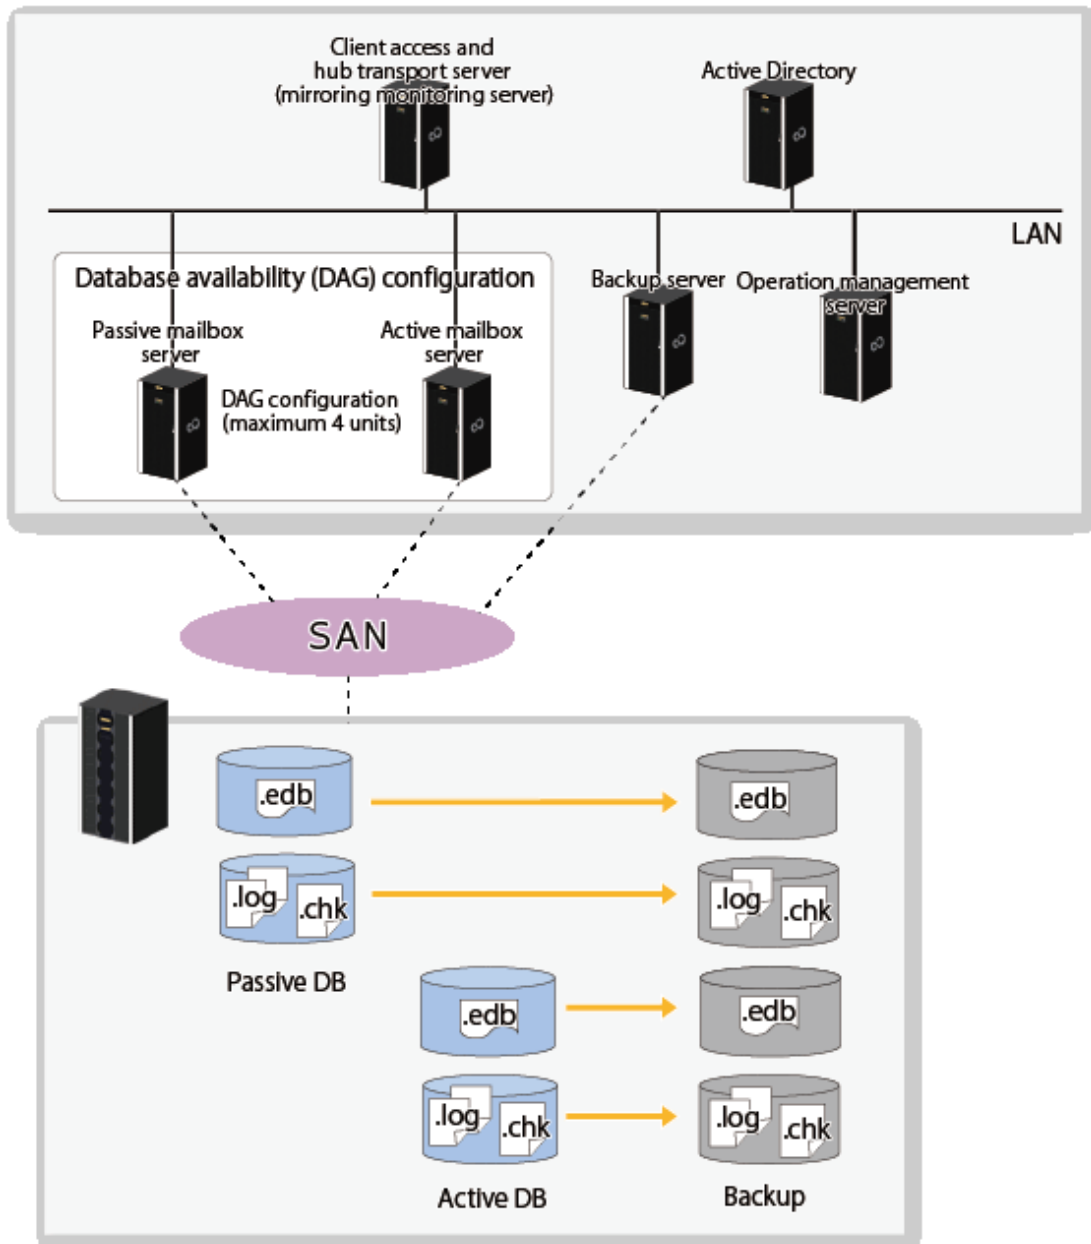 Client access and
hub transport server
(mirroring monitoring server)
Active Directory
LAN
Database availability (DAG) configuration
Backup server
Operation management
server
Passive mailbox
server
Active mailbox
server
DAG configuration
(maximum 4 units)
SAN
.edb
.edb
.log
.chk
.log
.chk
Passive DB
.edb
.edb
.log
.chk
.log
.chk
Active DB
Backup